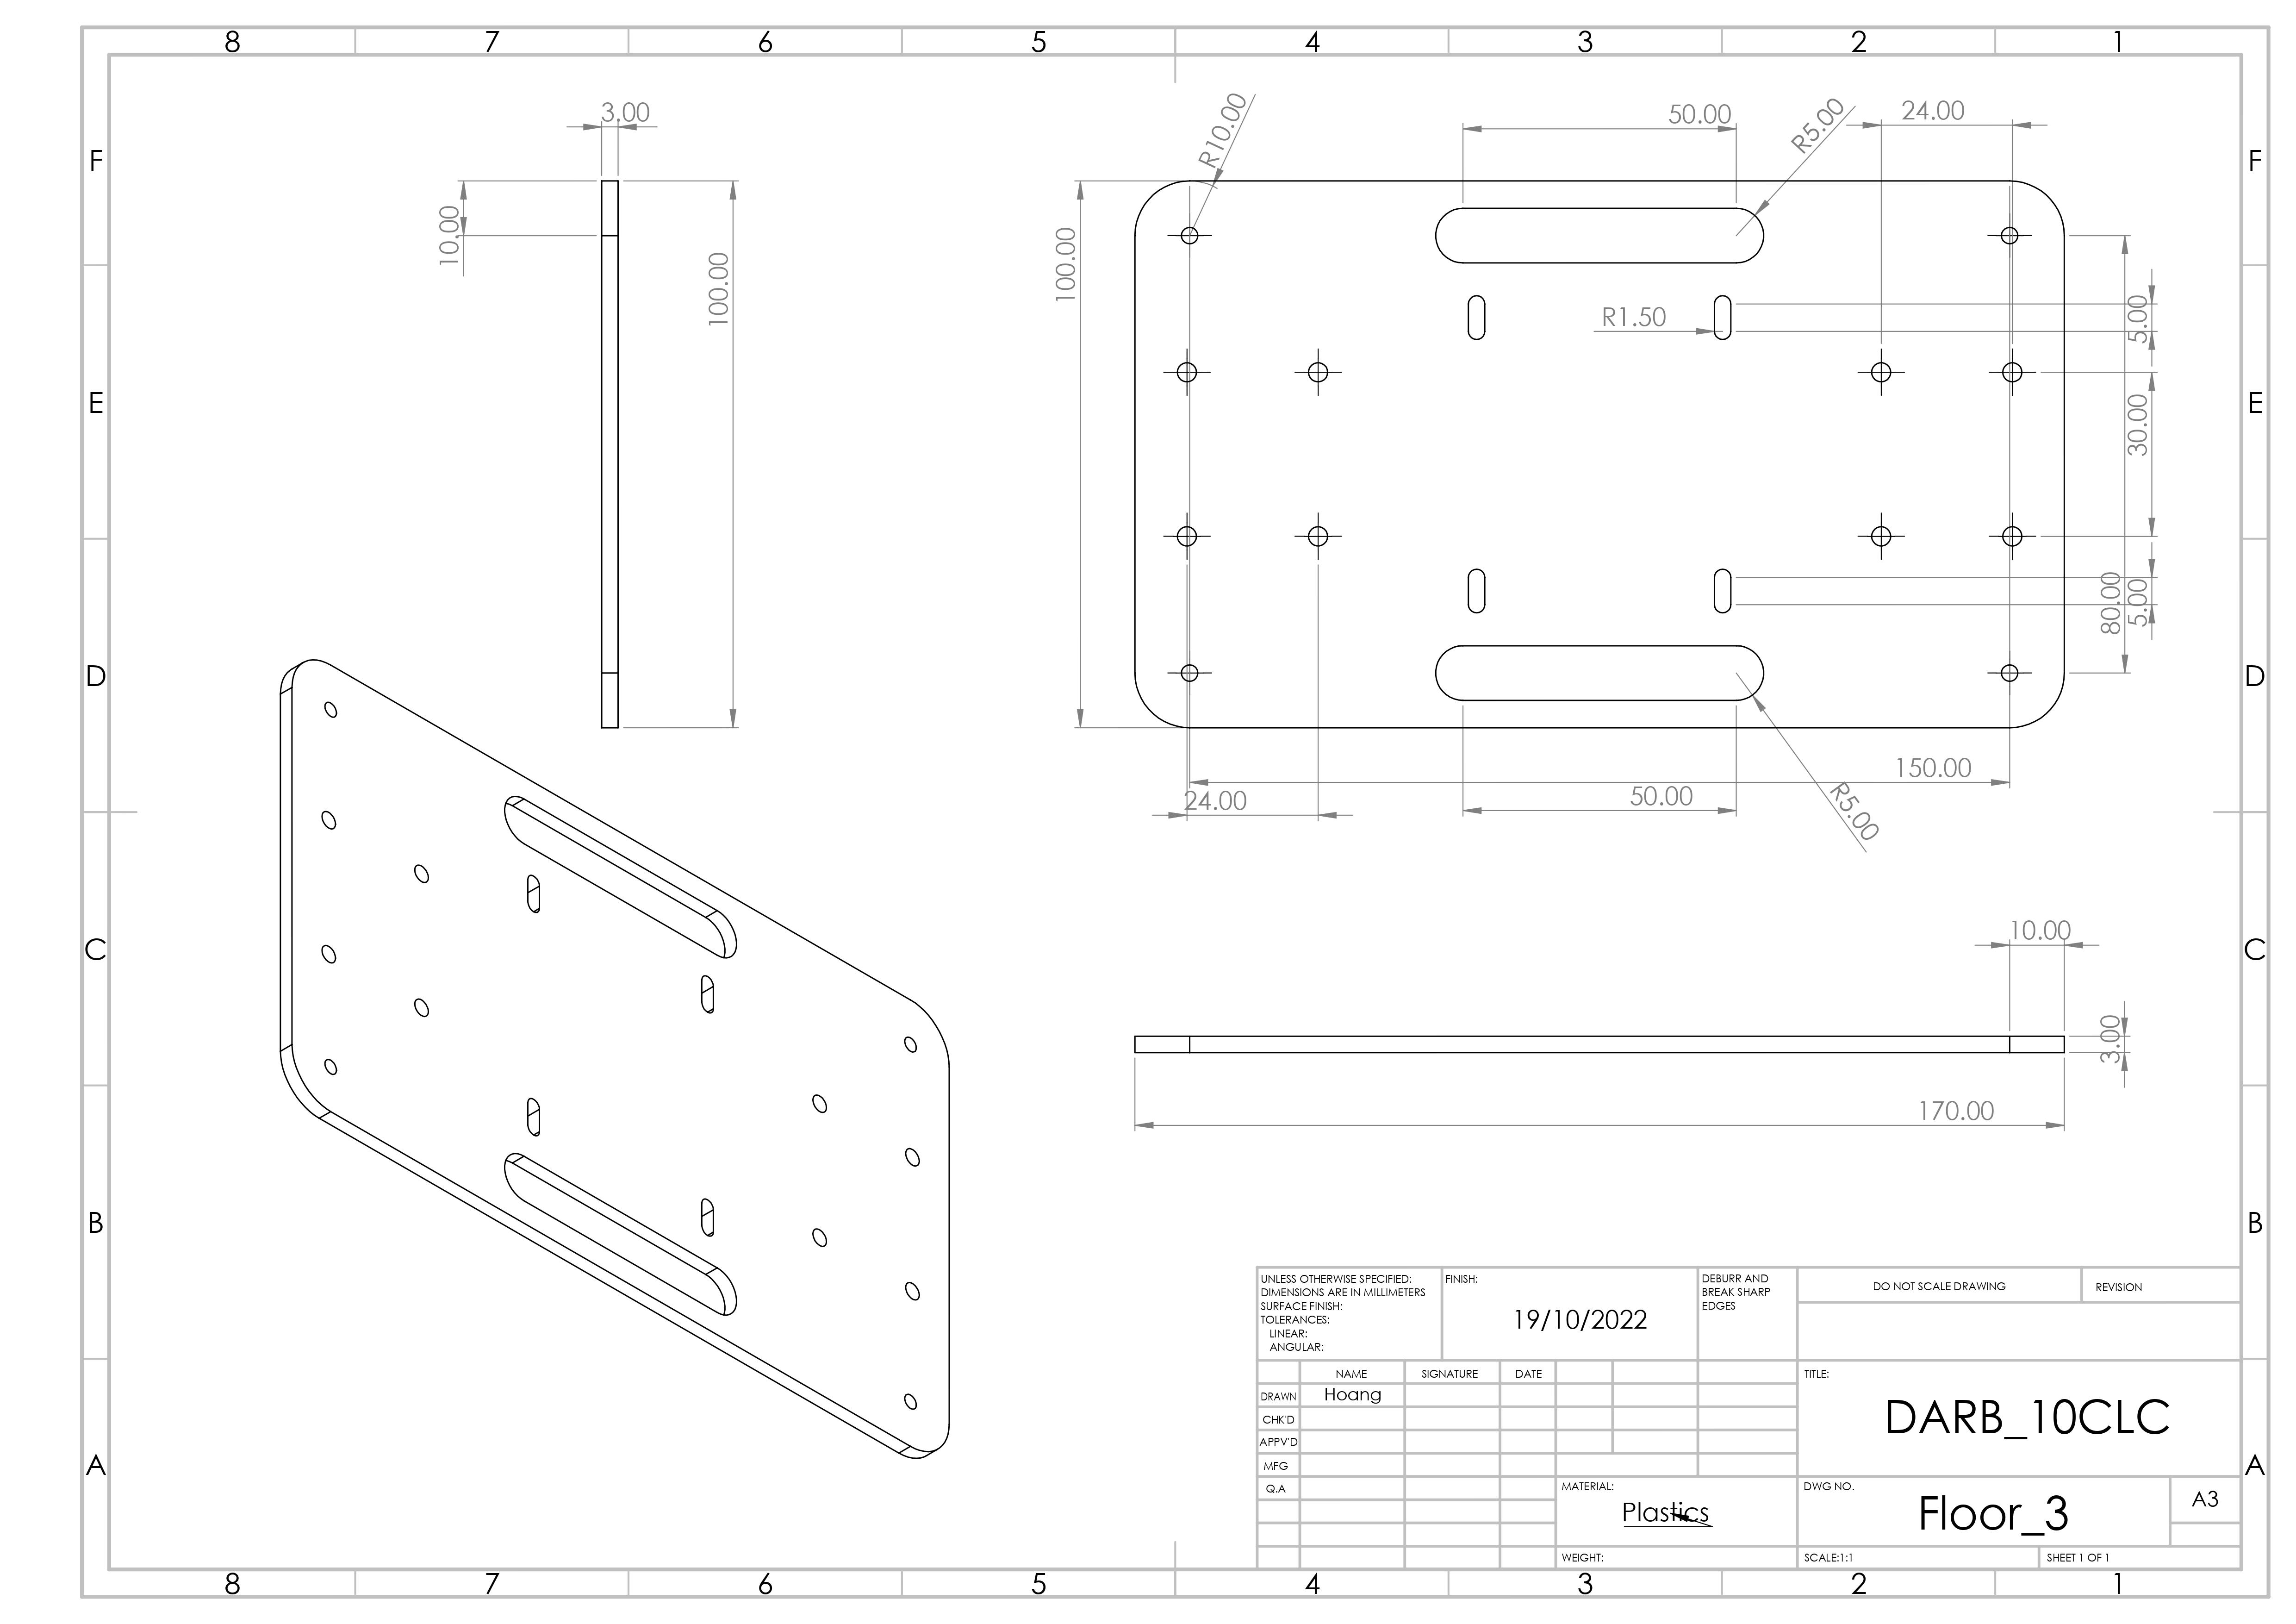 8 7 6 5 4 3 2 1
F F
E E
D D
C C
B B
A A
3.00
10.00
100.00
R10.00
50.00
R5.00
24.00
100.00
R1.50
5.00
30.00
80.00
5.00
150.00
24.00
50.00
R5.00
10.00
3.00
170.00
UNLESS OTHERWISE SPECIFIED:
DIMENSIONS ARE IN MILLIMETERS
SURFACE FINISH:
TOLERANCES:
LINEAR:
ANGULAR:
FINISH:
19/10/2022
DEBURR AND
BREAK SHARP
EDGES
DO NOT SCALE DRAWING
REVISION
NAME SIGNATURE DATE
DRAWN Hoang
CHK'D
APPV'D
MFG
Q.A
TITLE:
DARB_10CLC
MATERIAL:
Plastics
DWG NO.
Floor_3
A3
WEIGHT:
SCALE:1:1
SHEET 1 OF 1
8 7 6 5 4 3 2 1